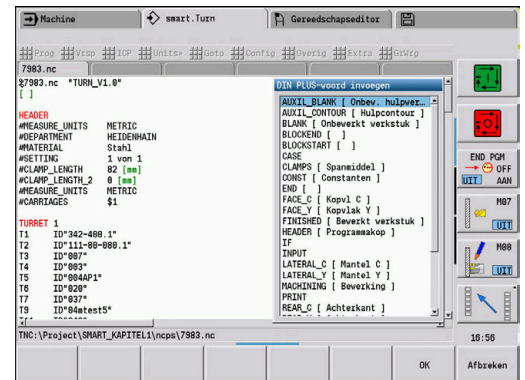 Machine
smart.Turn
Gereedschapseditor
Prog
Vrsp
ICP
Units»
Goto
Config
Overig
Extra
GrWrg
7983.nc
%7983.nc "TURN_V1.0"
[ ]
HEADER
#MEASURE_UNITS METRIC
#DEPARTMENT HEIDENHAIN
#MATERIAL Stahl
#SETTING 1 von 1
#CLAMP_LENGTH 82 [mm]
#CLAMP_LENGTH_2 0 [mm]
#MEASURE_UNITS METRIC
#CARRIAGES $1
TURRET 1
T1 ID"342-400.1"
T2 ID"111-80-080.1"
T3 ID"007"
T4 ID"003"
T5 ID"004AP1"
T6 ID"020"
T7 ID"037"
T9 ID"04mtest5"
DIN PLUS-woord invoegen
AUXIL_BLANK [ Onbew. hulpver…
AUXIL_CONTOUR [ Hulpcontour ]
BLANK [ Onbewerkt werkstuk ]
BLOCKEND [ ]
BLOCKSTART [ ]
CASE
CLAMPS [ Spanmiddel ]
CONST [ Constanten ]
END [ ]
FACE_C [ Kopvl C ]
FACE_Y [ Kopvlak Y ]
FINISHED [ Bewerkt werkstuk ]
HEADER [ Programmakop ]
IF
INPUT
LATERAL_C [ Mantel C ]
LATERAL_Y [ Mantel Y ]
MACHINING [ Bewerking ]
PRINT
REAR_C [ Achterkant ]
END PGM
OFF
UIT AAN
M07
UIT
M08
UIT
TNC:\Project\SMART_KAPITEL1\ncps\7983.nc
16:56
OK
Afbreken